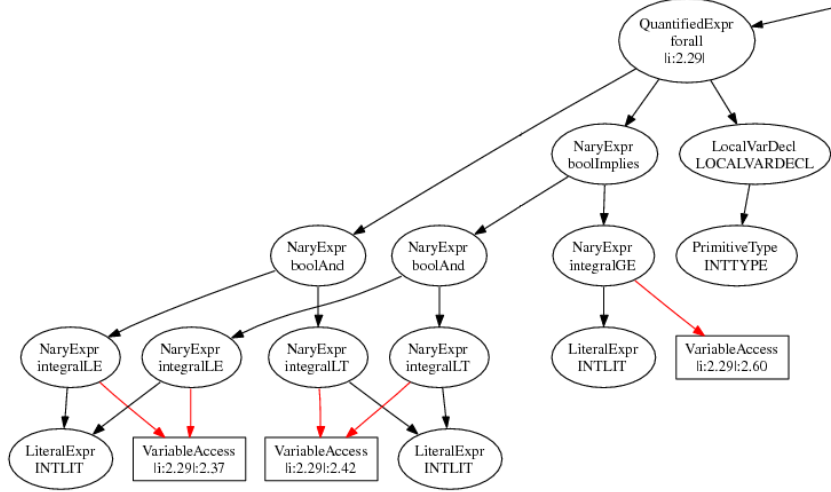 QuantifiedExpr
forall
|i:2.29|
NaryExpr
boolImplies
LocalVarDecl
LOCALVARDECL
NaryExpr
boolAnd
NaryExpr
boolAnd
NaryExpr
integralGE
PrimitiveType
INTTYPE
NaryExpr
integralLE
NaryExpr
integralLE
NaryExpr
integralLT
NaryExpr
integralLT
LiteralExpr
INTLIT
VariableAccess
|i:2.29|:2.60
LiteralExpr
INTLIT
VariableAccess
|i:2.29|:2.37
VariableAccess
|i:2.29|:2.42
LiteralExpr
INTLIT